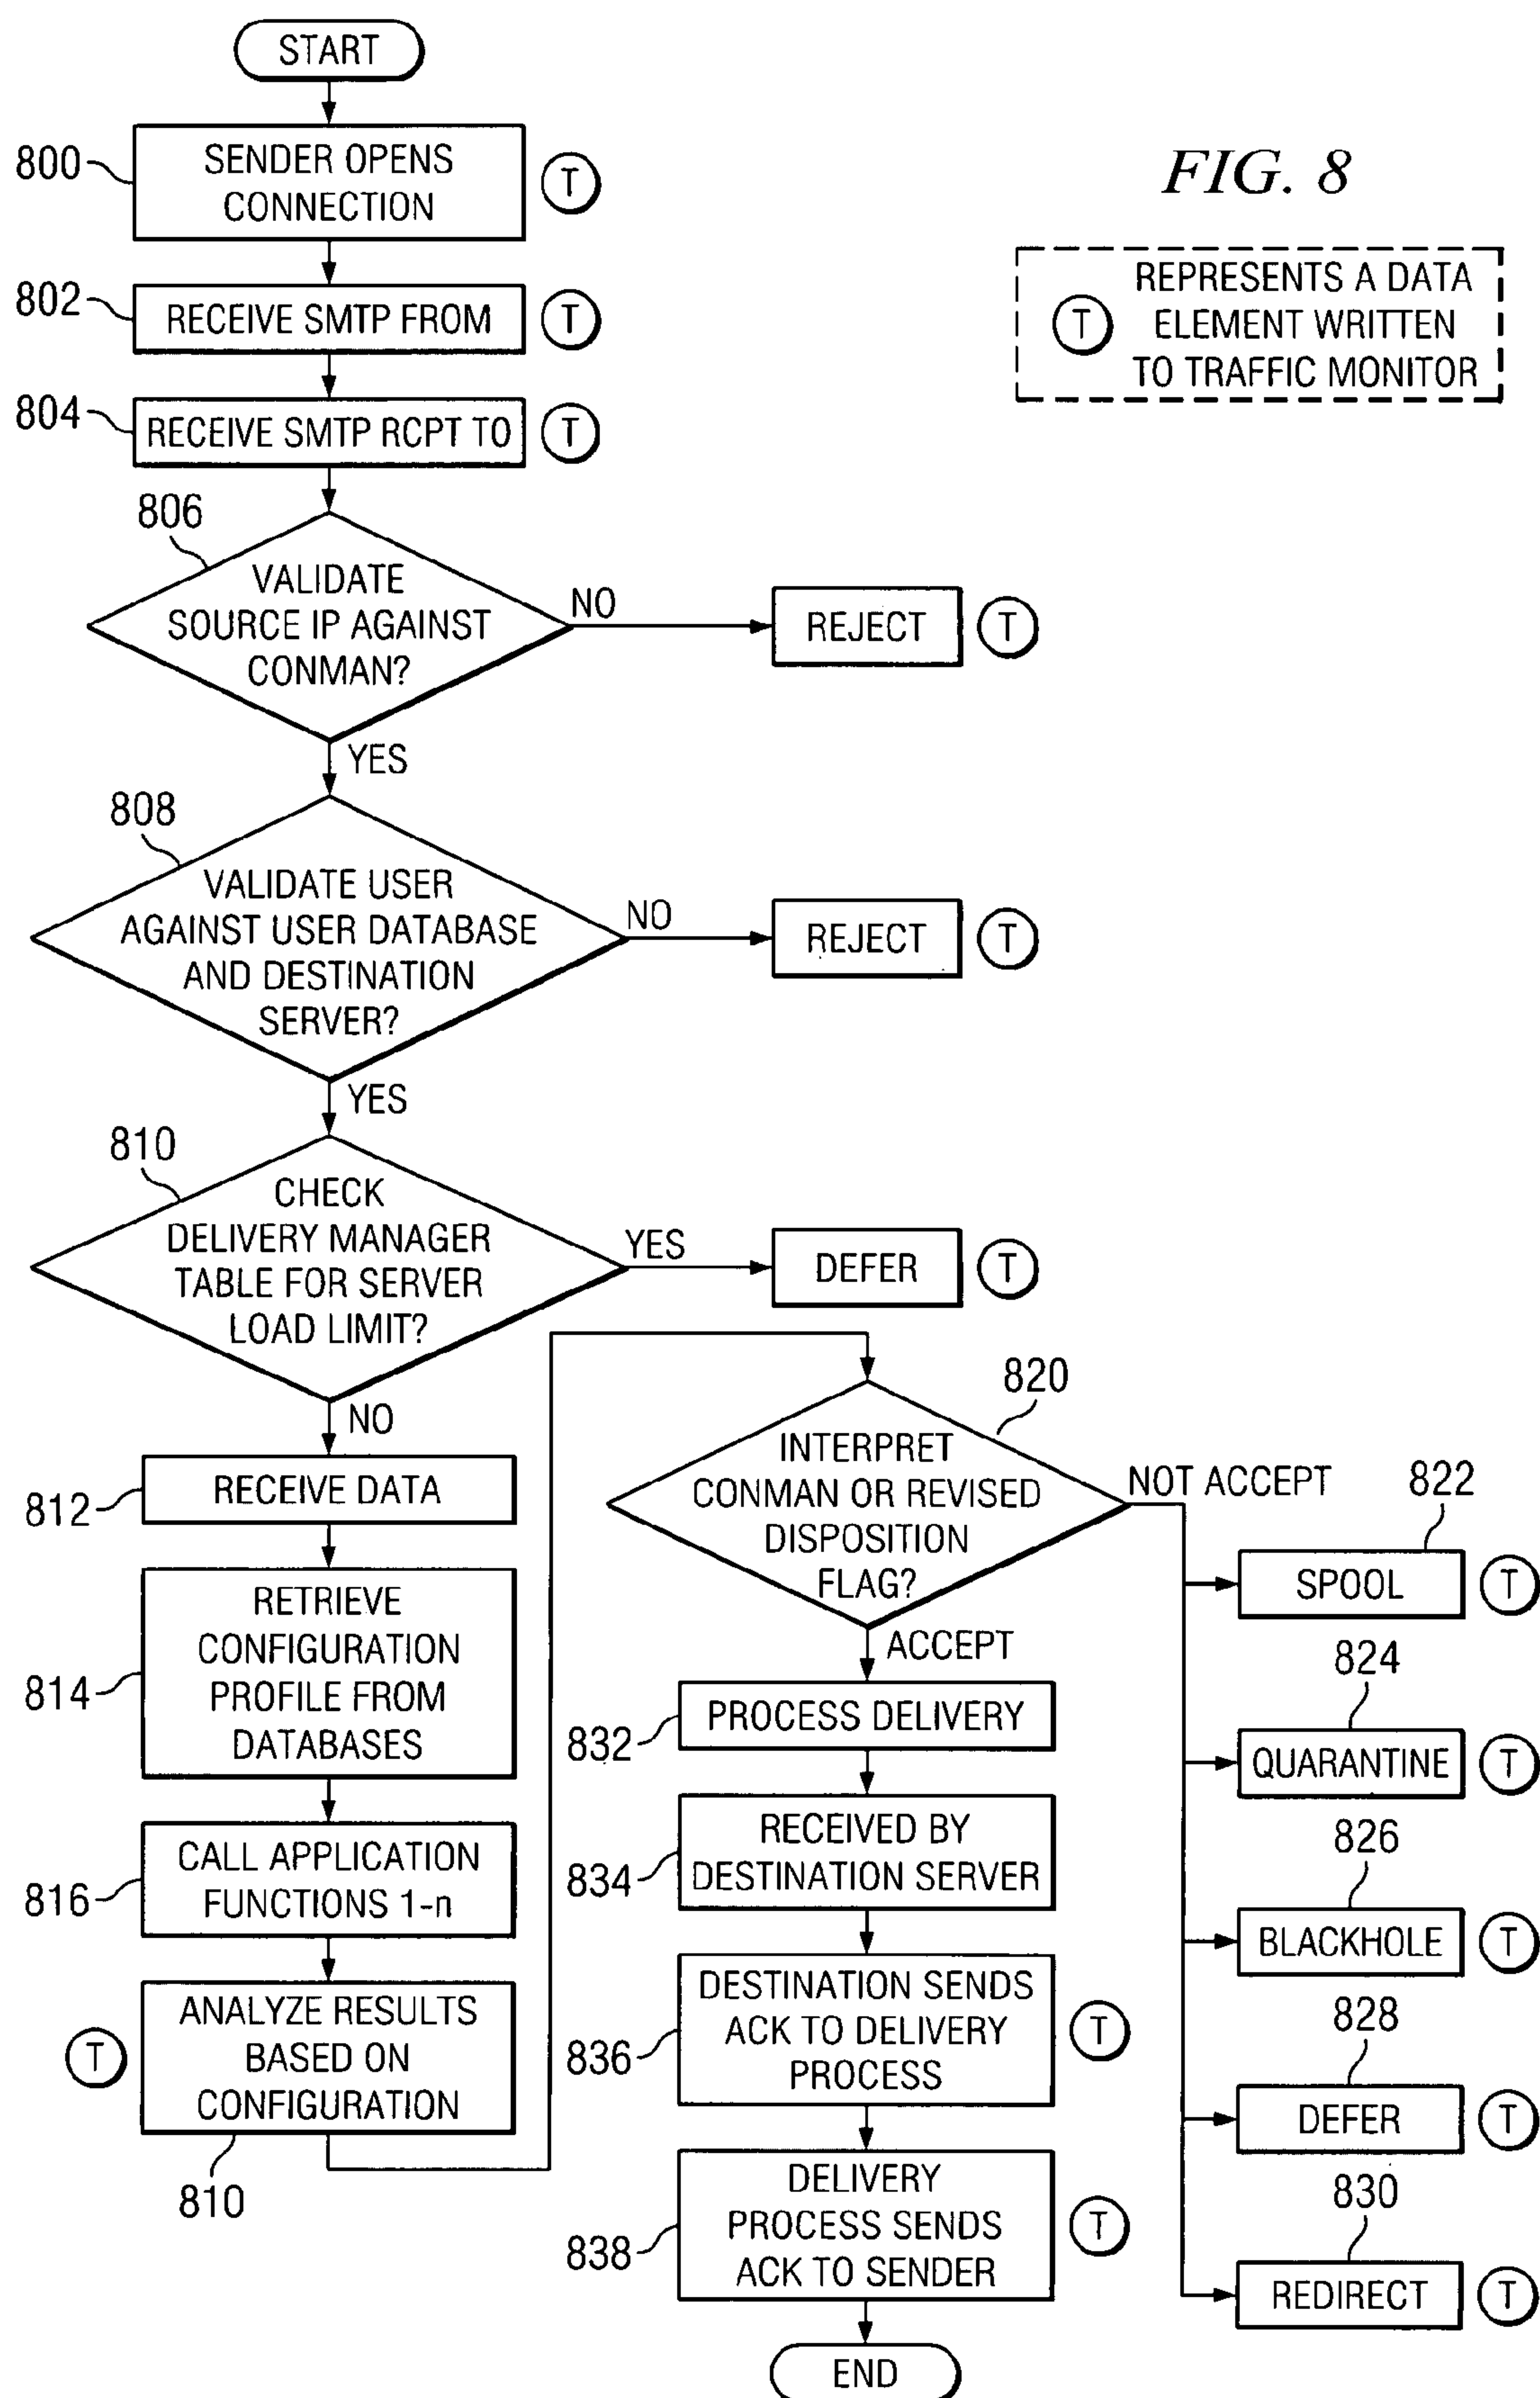 START
800
SENDER OPENS
CONNECTION
T
FIG. 8
T
REPRESENTS A DATA
ELEMENT WRITTEN
TO TRAFFIC MONITOR
802
RECEIVE SMTP FROM
T
804
RECEIVE SMTP RCPT TO
T
806
VALIDATE
SOURCE IP AGAINST
CONMAN?
NO
REJECT
T
YES
808
VALIDATE USER
AGAINST USER DATABASE
AND DESTINATION
SERVER?
NO
REJECT
T
YES
810
CHECK
DELIVERY MANAGER
TABLE FOR SERVER
LOAD LIMIT?
YES
DEFER
T
NO
812
RECEIVE DATA
814
RETRIEVE
CONFIGURATION
PROFILE FROM
DATABASES
816
CALL APPLICATION
FUNCTIONS 1-n
T
ANALYZE RESULTS
BASED ON
CONFIGURATION
810
820
INTERPRET
CONMAN OR REVISED
DISPOSITION
FLAG?
NOT ACCEPT
822
SPOOL
T
824
QUARANTINE
T
826
BLACKHOLE
T
828
DEFER
T
830
REDIRECT
T
ACCEPT
832
PROCESS DELIVERY
834
RECEIVED BY
DESTINATION SERVER
836
DESTINATION SENDS
ACK TO DELIVERY
PROCESS
T
838
DELIVERY
PROCESS SENDS
ACK TO SENDER
T
END